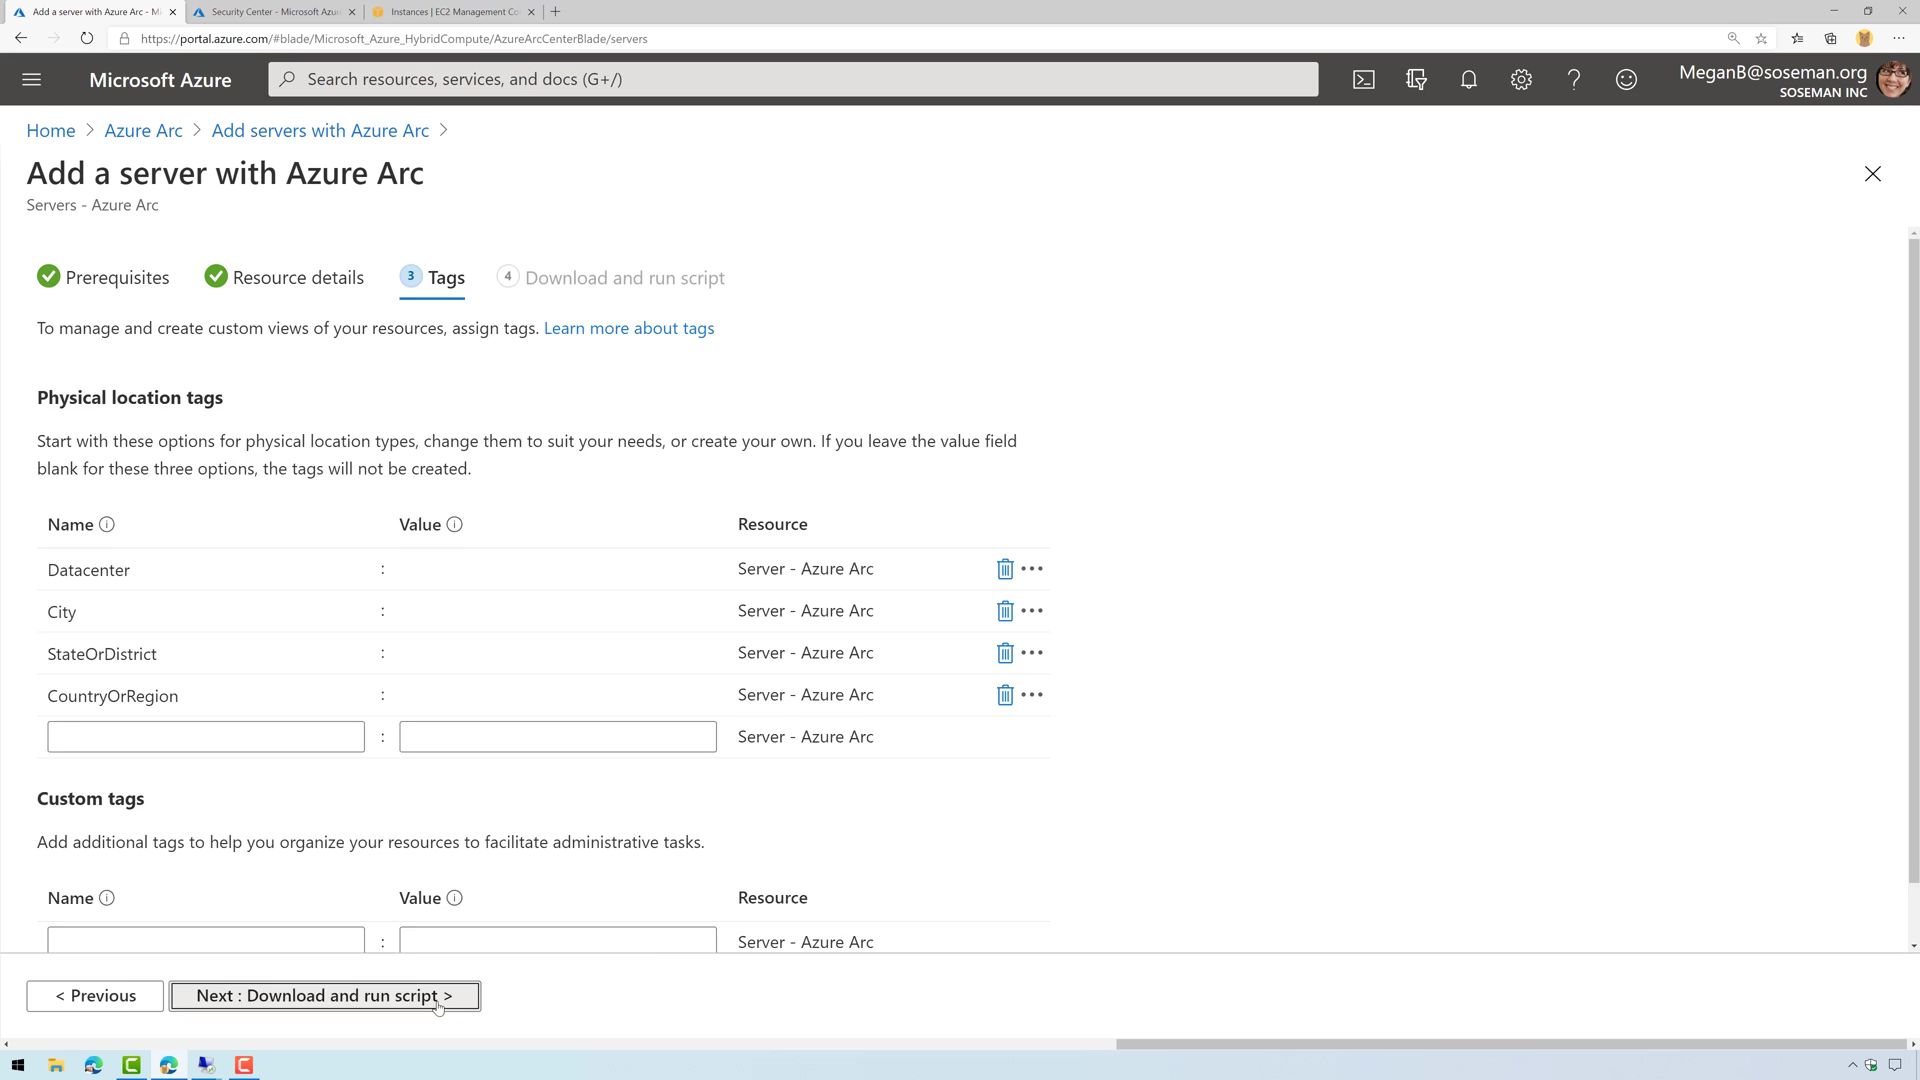 Add a server with Azure Arc - Mi
Security Center - Microsoft Azur
Instances | EC2 Management Co
https://portal.azure.com/#blade/Microsoft_Azure_HybridCompute/AzureArcCenterBlade/servers
Microsoft Azure
Search resources, services, and docs (G+/)
MeganB@soseman.org
SOSEMAN INC
Home > Azure Arc > Add servers with Azure Arc >
Add a server with Azure Arc
Servers - Azure Arc
Prerequisites
Resource details
3 Tags
4 Download and run script
To manage and create custom views of your resources, assign tags. Learn more about tags
Physical location tags
Start with these options for physical location types, change them to suit your needs, or create your own. If you leave the value field
blank for these three options, the tags will not be created.
Name Value Resource
Datacenter : Server - Azure Arc
City : Server - Azure Arc
StateOrDistrict : Server - Azure Arc
CountryOrRegion : Server - Azure Arc
: Server - Azure Arc
Custom tags
Add additional tags to help you organize your resources to facilitate administrative tasks.
Name Value Resource
: Server - Azure Arc
< Previous
Next : Download and run script >